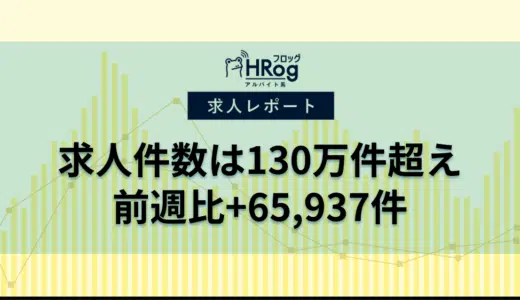 フロッグ
HRog
アルバイト系
求人レポート
求人件数は130万件超え
前週比+65,937件